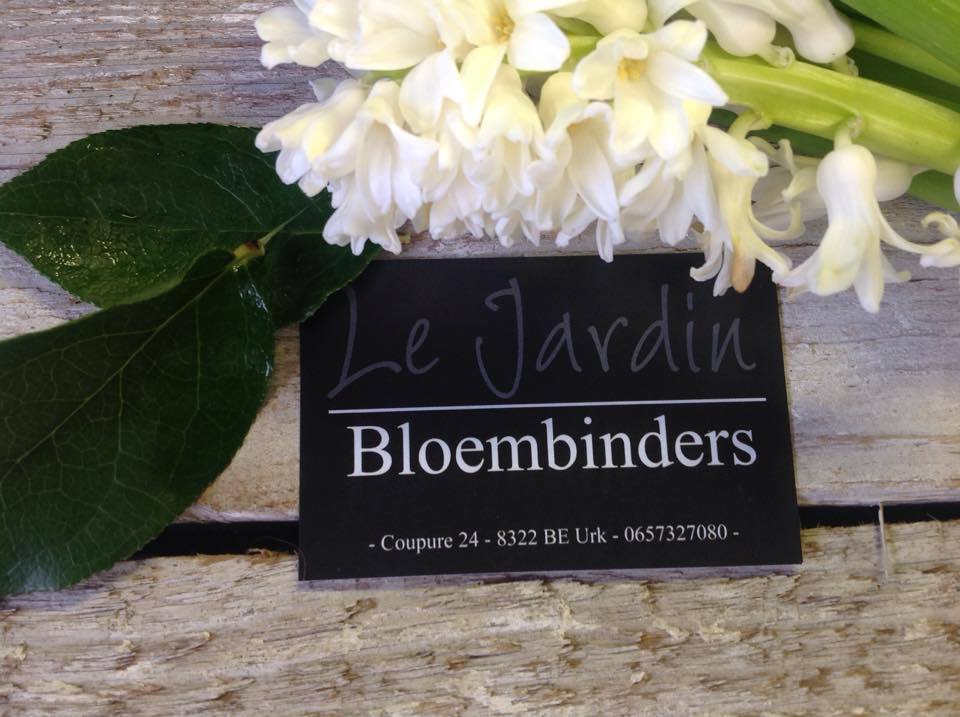 Le Jardin
Bloembinders
- Coupure 24 - 8322 BE Urk - 0657327080 -